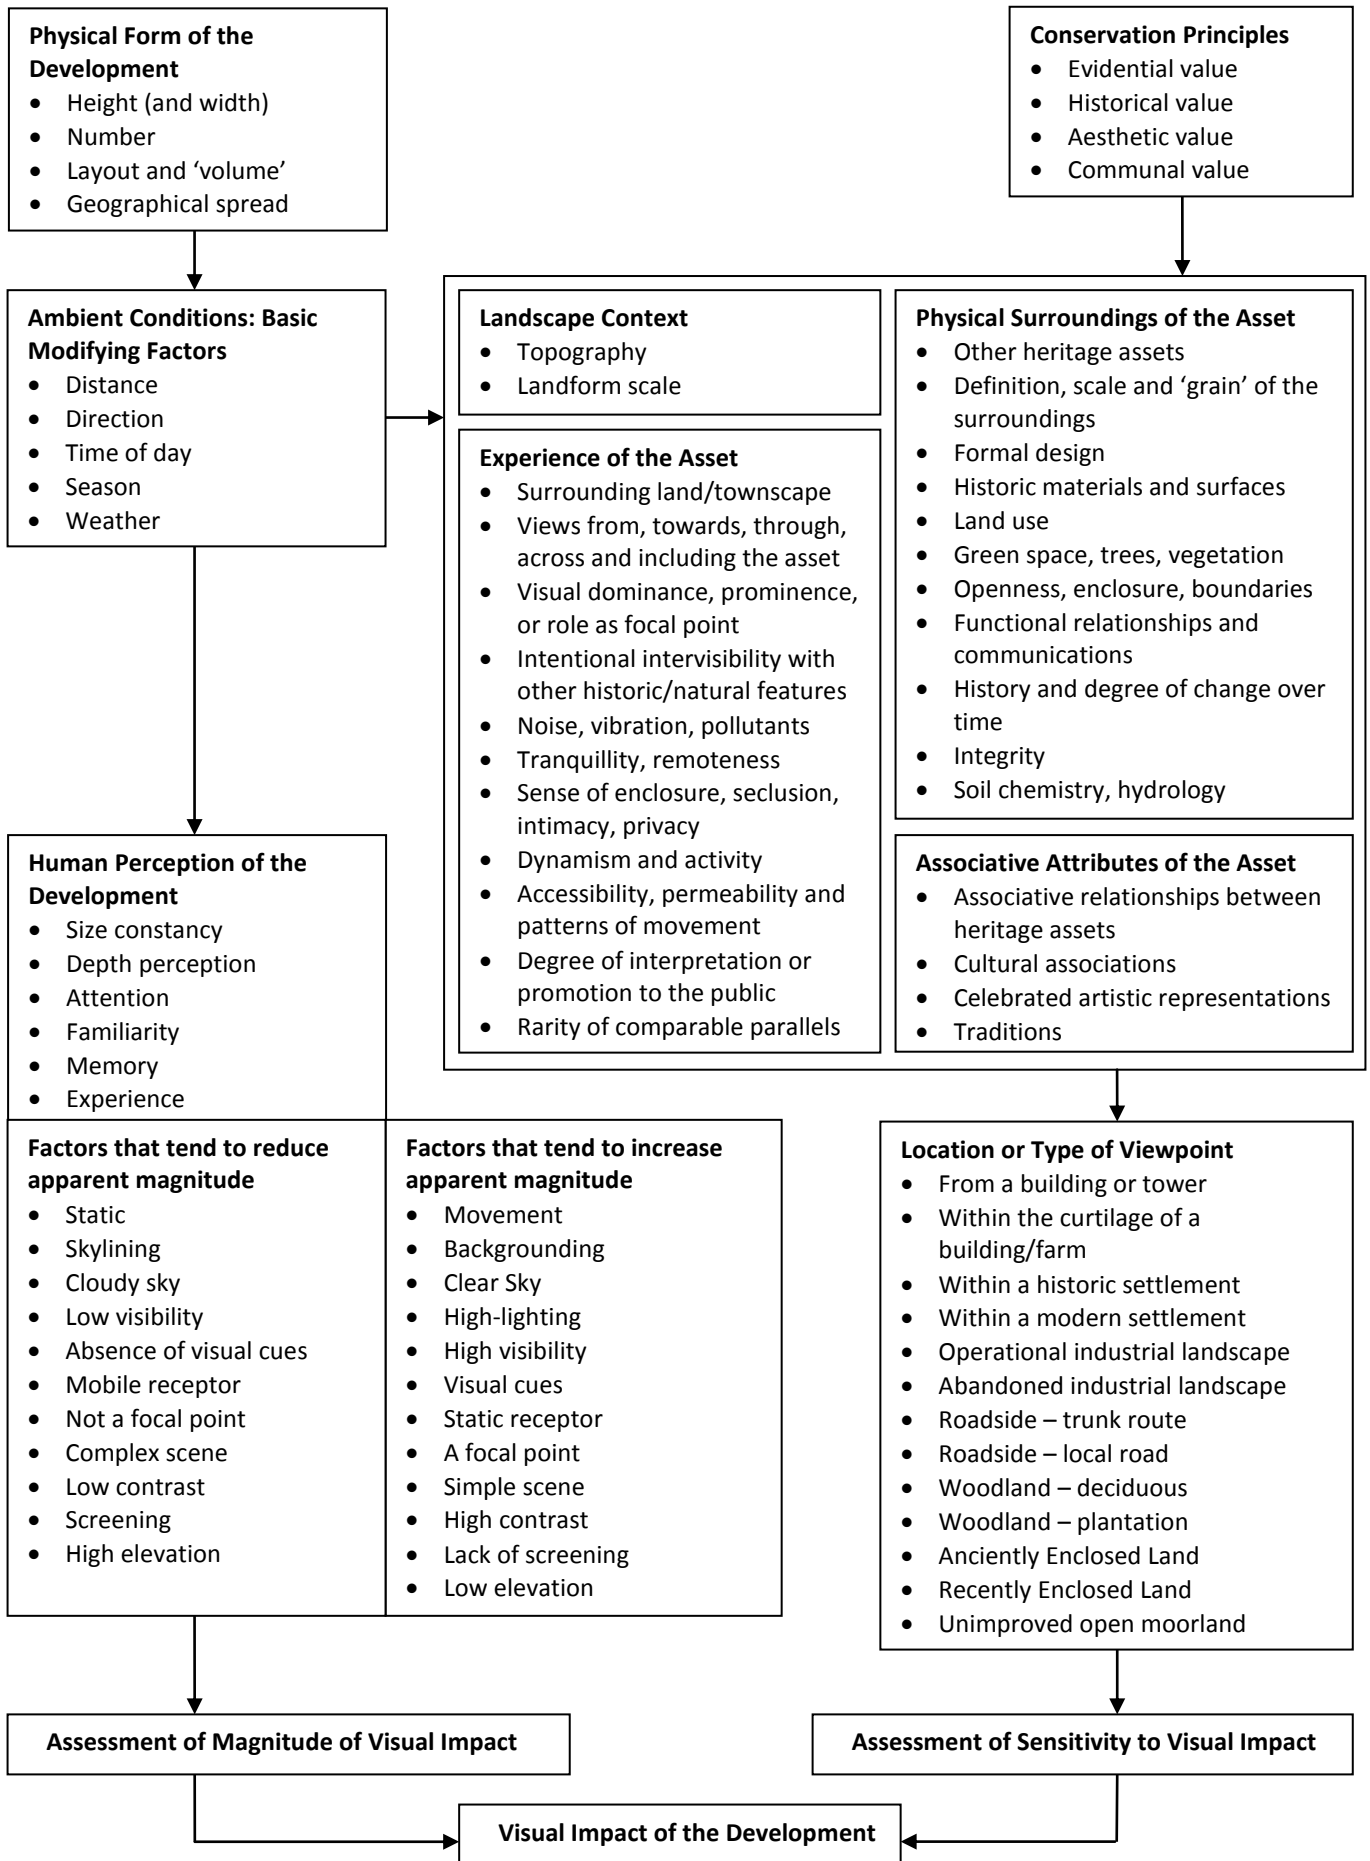 Physical Form of the
Development
• Height (and width)
• Number
• Layout and ‘volume’
• Geographical spread
Conservation Principles
• Evidential value
• Historical value
• Aesthetic value
• Communal value
Ambient Conditions: Basic
Modifying Factors
• Distance
• Direction
• Time of day
• Season
• Weather
Landscape Context
• Topography
• Landform scale
Experience of the Asset
• Surrounding land/townscape
• Views from, towards, through,
across and including the asset
• Visual dominance, prominence,
or role as focal point
• Intentional intervisibility with
other historic/natural features
• Noise, vibration, pollutants
• Tranquillity, remoteness
• Sense of enclosure, seclusion,
intimacy, privacy
• Dynamism and activity
• Accessibility, permeability and
patterns of movement
• Degree of interpretation or
promotion to the public
• Rarity of comparable parallels
Physical Surroundings of the Asset
• Other heritage assets
• Definition, scale and ‘grain’ of the
surroundings
• Formal design
• Historic materials and surfaces
• Land use
• Green space, trees, vegetation
• Openness, enclosure, boundaries
• Functional relationships and
communications
• History and degree of change over
time
• Integrity
• Soil chemistry, hydrology
Associative Attributes of the Asset
• Associative relationships between
heritage assets
• Cultural associations
• Celebrated artistic representations
• Traditions
Human Perception of the
Development
• Size constancy
• Depth perception
• Attention
• Familiarity
• Memory
• Experience
Factors that tend to reduce
apparent magnitude
• Static
• Skylining
• Cloudy sky
• Low visibility
• Absence of visual cues
• Mobile receptor
• Not a focal point
• Complex scene
• Low contrast
• Screening
• High elevation
Factors that tend to increase
apparent magnitude
• Movement
• Backgrounding
• Clear Sky
• High-lighting
• High visibility
• Visual cues
• Static receptor
• A focal point
• Simple scene
• High contrast
• Lack of screening
• Low elevation
Location or Type of Viewpoint
• From a building or tower
• Within the curtilage of a
building/farm
• Within a historic settlement
• Within a modern settlement
• Operational industrial landscape
• Abandoned industrial landscape
• Roadside – trunk route
• Roadside – local road
• Woodland – deciduous
• Woodland – plantation
• Anciently Enclosed Land
• Recently Enclosed Land
• Unimproved open moorland
Assessment of Magnitude of Visual Impact
Assessment of Sensitivity to Visual Impact
Visual Impact of the Development